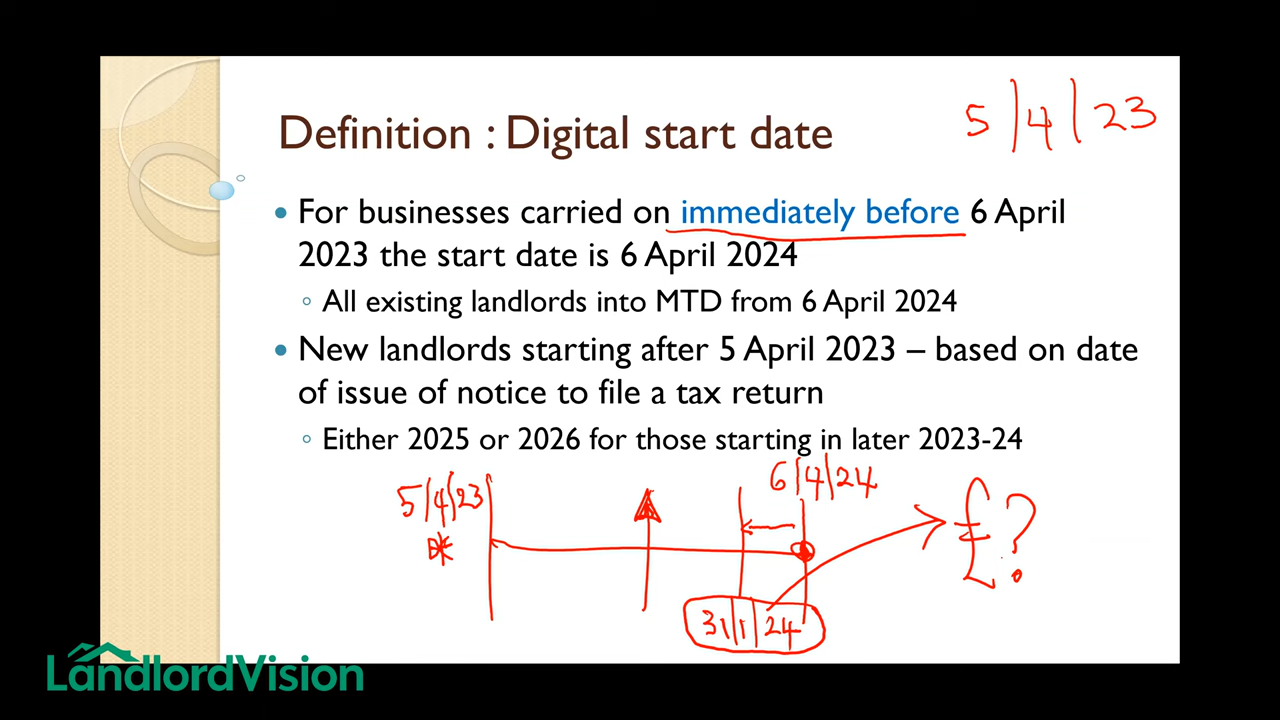 Definition : Digital start date
5/4/23
• For businesses carried on immediately before 6 April
2023 the start date is 6 April 2024
◦ All existing landlords into MTD from 6 April 2024
• New landlords starting after 5 April 2023 – based on date
of issue of notice to file a tax return
◦ Either 2025 or 2026 for those starting in later 2023-24
6/4/24
5/4/23
*
£?
31/1/24
LandlordVision